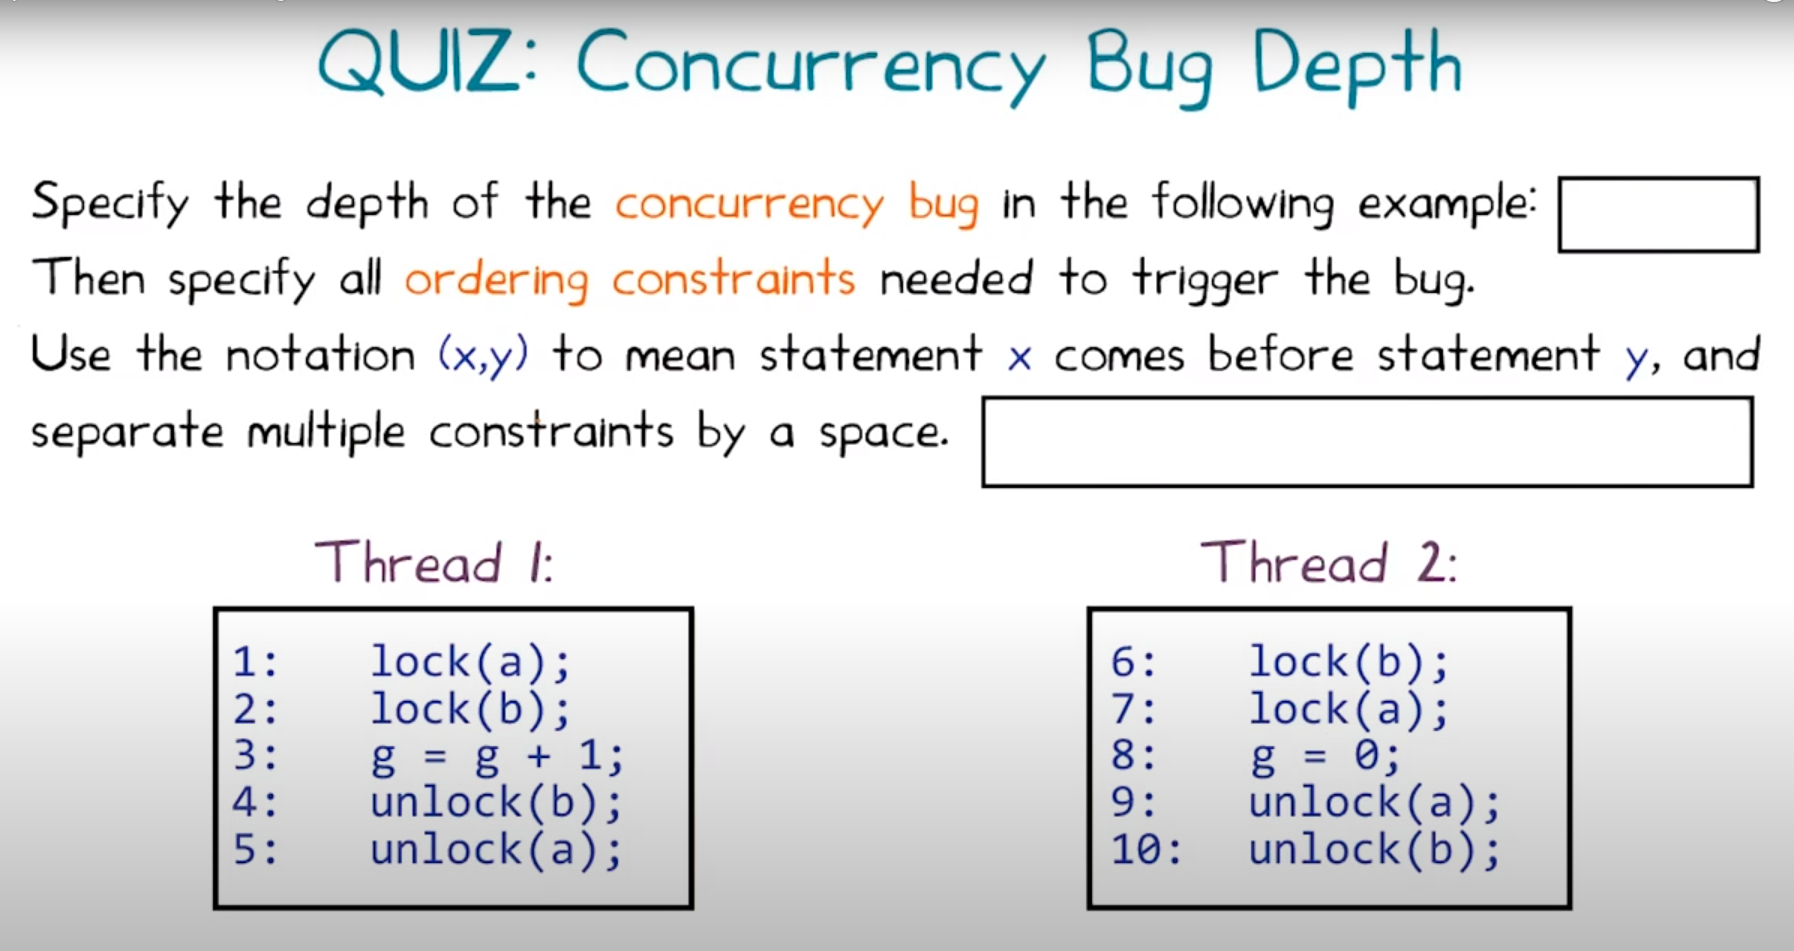 QUIZ: Concurrency Bug Depth
Specify the depth of the concurrency bug in the following example:
Then specify all ordering constraints needed to trigger the bug.
Use the notation (x,y) to mean statement x comes before statement y, and
separate multiple constraints by a space.
Thread 1:
1: lock(a);
2: lock(b);
3: g = g + 1;
4: unlock(b);
5: unlock(a);
Thread 2:
6: lock(b);
7: lock(a);
8: g = 0;
9: unlock(a);
10: unlock(b);